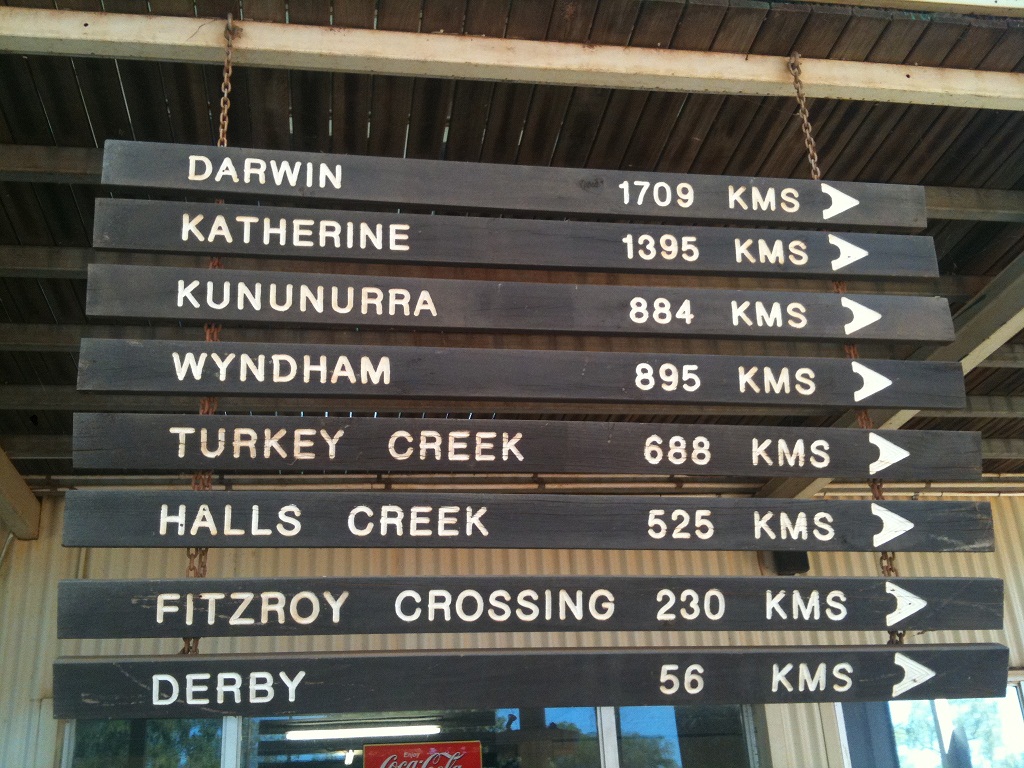 DARWIN 1709 KMS
KATHERINE 1395 KMS
KUNUNURRA 884 KMS
WYNDHAM 895 KMS
TURKEY CREEK 688 KMS
HALLS CREEK 525 KMS
FITZROY CROSSING 230 KMS
DERBY 56 KMS
Enjoy
Coca-Cola